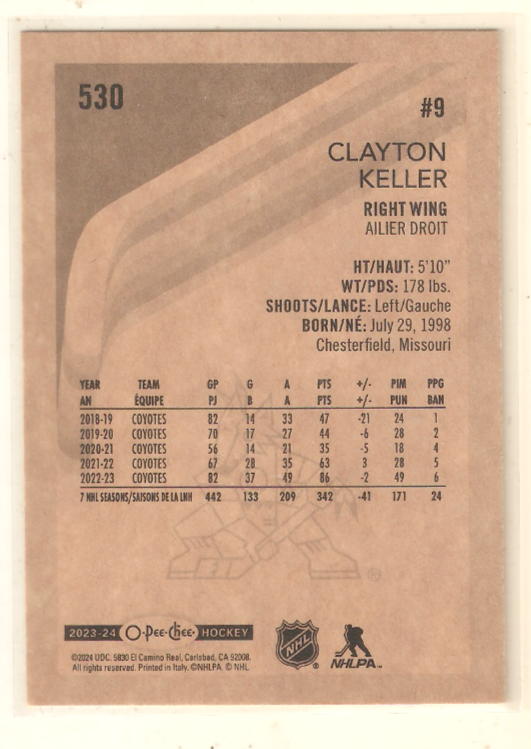 530
#9
CLAYTON
KELLER
RIGHT WING
AILIER DROIT
HT/HAUT: 5'10"
WT/PDS: 178 lbs.
SHOOTS/LANCE: Left/Gauche
BORN/NÉ: July 29, 1998
Chesterfield, Missouri
YEAR TEAM GP G A PTS +/- PIM PPG
AN ÉQUIPE PJ B A PTS +/- PUN BAN
2018-19 COYOTES 82 14 33 47 -21 24 1
2019-20 COYOTES 70 17 27 44 -6 28 2
2020-21 COYOTES 56 14 21 35 -5 18 4
2021-22 COYOTES 67 28 35 63 3 28 5
2022-23 COYOTES 82 37 49 86 -2 49 6
7 NHL SEASONS/SAISONS DE LA LNH 442 133 209 342 -41 171 24
®
2023-24 O-Pee-Chee HOCKEY
©2024 UDC. 5830 El Camino Real, Carlsbad, CA 92008.
All rights reserved. Printed in Italy. ©NHLPA. © NHL.
NHL ®
NHLPA™